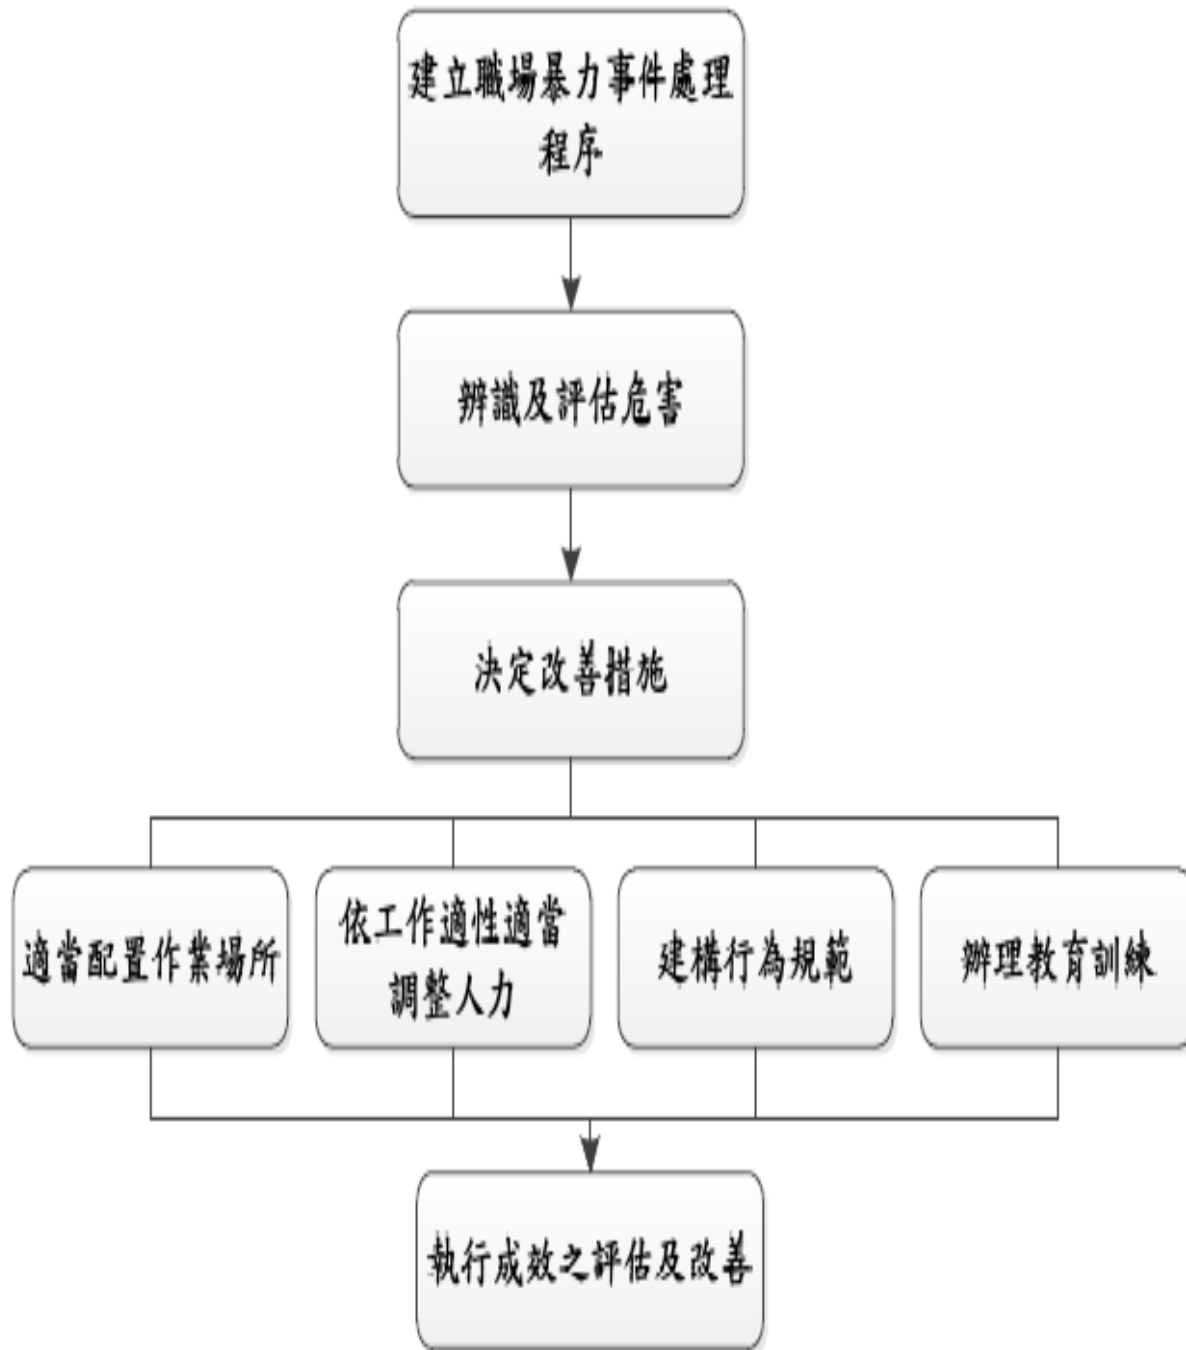 建立職場暴力事件處理
程序
辨識及評估危害
決定改善措施
適當配置作業場所
依工作適性適當
調整人力
建構行為規範
辦理教育訓練
執行成效之評估及改善